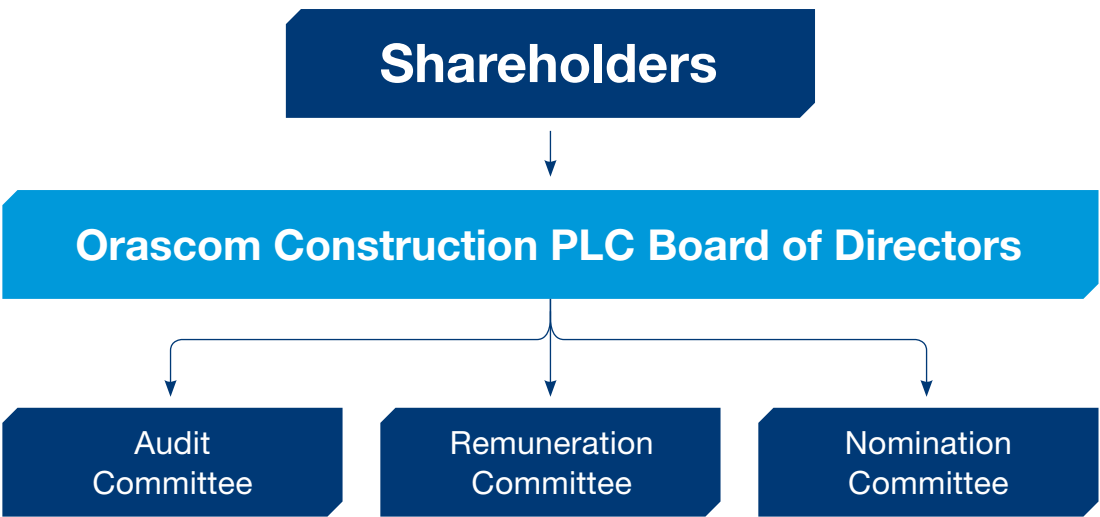 Shareholders
Orascom Construction PLC Board of Directors
Audit
Committee
Remuneration
Committee
Nomination
Committee